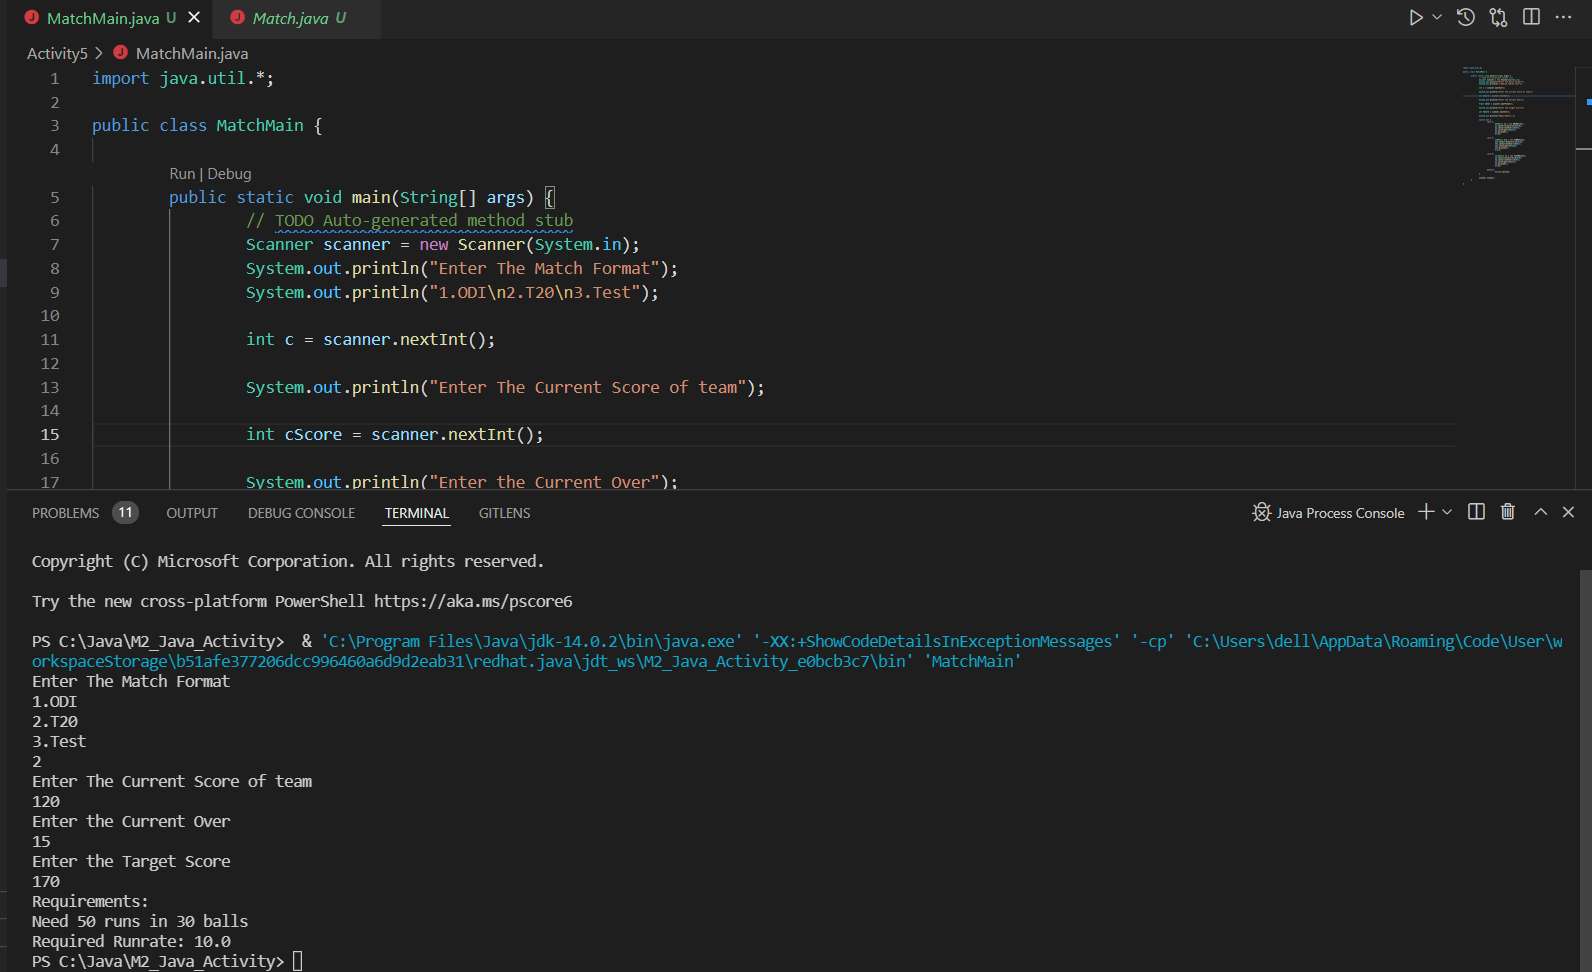 MatchMain.java U
Match.java U
Activity5 > MatchMain.java
1 import java.util.*;
2
3 public class MatchMain {
4
Run | Debug
5 public static void main(String[] args) {
6 // TODO Auto-generated method stub
7 Scanner scanner = new Scanner(System.in);
8 System.out.println("Enter The Match Format");
9 System.out.println("1.ODI\n2.T20\n3.Test");
10
11 int c = scanner.nextInt();
12
13 System.out.println("Enter The Current Score of team");
14
15 int cScore = scanner.nextInt();
16
17 System.out.println("Enter the Current Over");
PROBLEMS 11 OUTPUT DEBUG CONSOLE TERMINAL GITLENS Java Process Console
Copyright (C) Microsoft Corporation. All rights reserved.
Try the new cross-platform PowerShell https://aka.ms/pscore6
PS C:\Java\M2_Java_Activity>  & 'C:\Program Files\Java\jdk-14.0.2\bin\java.exe' '-XX:+ShowCodeDetailsInExceptionMessages' '-cp' 'C:\Users\dell\AppData\Roaming\Code\User\w
orkspaceStorage\b51afe377206dcc996460a6d9d2eab31\redhat.java\jdt_ws\M2_Java_Activity_e0bcb3c7\bin' 'MatchMain'
Enter The Match Format
1.ODI
2.T20
3.Test
2
Enter The Current Score of team
120
Enter the Current Over
15
Enter the Target Score
170
Requirements:
Need 50 runs in 30 balls
Required Runrate: 10.0
PS C:\Java\M2_Java_Activity>